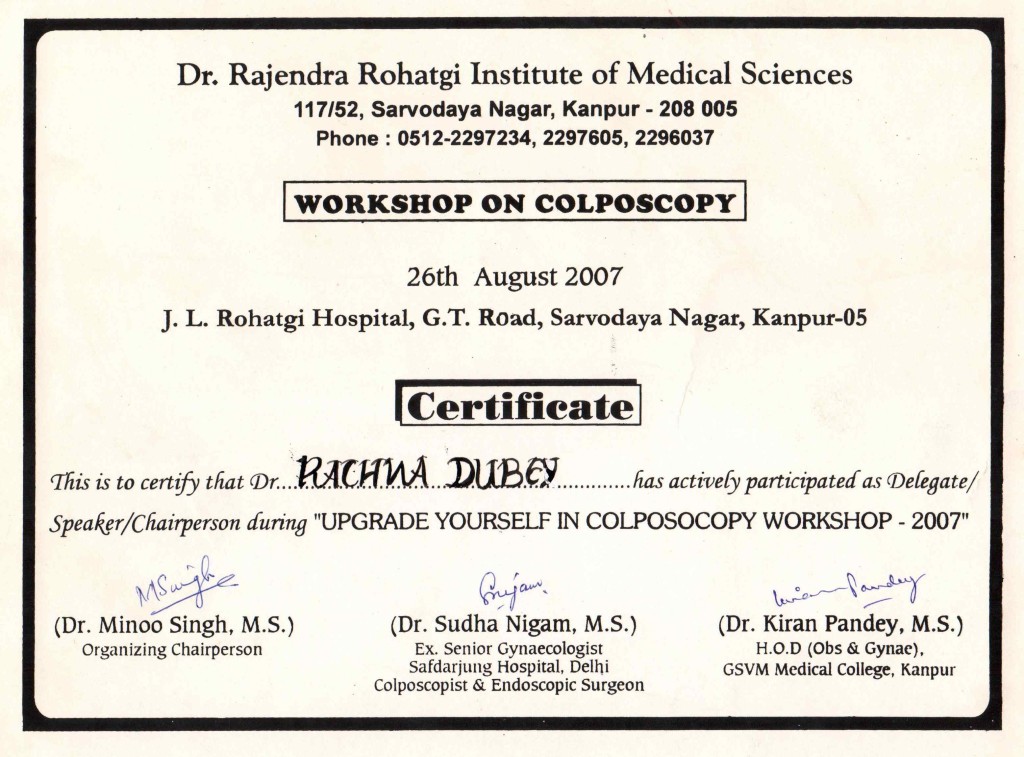 Dr. Rajendra Rohatgi Institute of Medical Sciences
117/52, Sarvodaya Nagar, Kanpur - 208 005
Phone : 0512-2297234, 2297605, 2296037
WORKSHOP ON COLPOSCOPY
26th August 2007
J. L. Rohatgi Hospital, G.T. Road, Sarvodaya Nagar, Kanpur-05
Certificate
This is to certify that Dr....RACHNA DUBEY.............has actively participated as Delegate/
Speaker/Chairperson during "UPGRADE YOURSELF IN COLPOSOCOPY WORKSHOP - 2007"
MSingh Snigam Kiran Pandey
(Dr. Minoo Singh, M.S.) (Dr. Sudha Nigam, M.S.) (Dr. Kiran Pandey, M.S.)
Organizing Chairperson Ex. Senior Gynaecologist H.O.D (Obs & Gynae),
Safdarjung Hospital, Delhi GSVM Medical College, Kanpur
Colposcopist & Endoscopic Surgeon